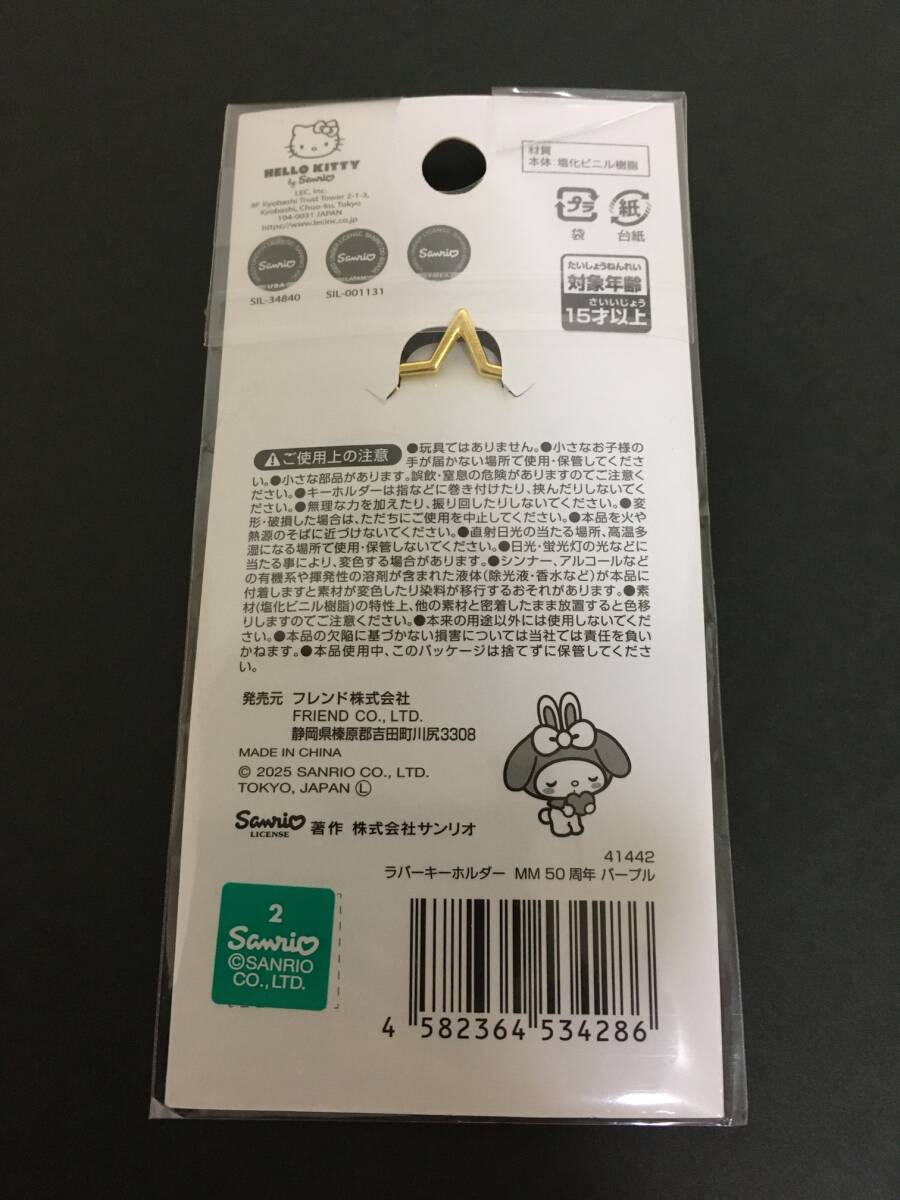 HELLO KITTY
by Sanrio
LEC, Inc.
8F Kyobashi Trust Tower 2-1-3,
Kyobashi, Chuo-ku, Tokyo
104-0031 JAPAN
https://www.lecinc.co.jp
Sanrio
USA
SIL-34840
Sanrio
LATAM
SIL-001131
Sanrio
材質
本体:塩化ビニル樹脂
プラ
袋
紙
台紙
たいしょうねんれい
対象年齢
さいいじょう
15才以上
ご使用上の注意
●玩具ではありません。●小さなお子様の
手が届かない場所で使用・保管してくださ
い。●小さな部品があります。誤飲・窒息の危険がありますのでご注意く
ださい。●キーホルダーは指などに巻き付けたり、挟んだりしないでく
ださい。●無理な力を加えたり、振り回したりしないでください。●変
形・破損した場合は、ただちにご使用を中止してください。●本品を火や
熱源のそばに近づけないでください。●直射日光の当たる場所、高温多
湿になる場所で使用・保管しないでください。●日光・蛍光灯の光などに
当たる事により、変色する場合があります。●シンナー、アルコールなど
の有機系や揮発性の溶剤が含まれた液体(除光液・香水など)が本品に
付着しますと素材が変色したり染料が移行するおそれがあります。●素
材(塩化ビニル樹脂)の特性上、他の素材と密着したまま放置すると色移
りしますのでご注意ください。●本来の用途以外には使用しないでくださ
い。●本品の欠陥に基づかない損害については当社では責任を負い
かねます。●本品使用中、このパッケージは捨てずに保管してくださ
い。
発売元 フレンド株式会社
FRIEND CO., LTD.
静岡県榛原郡吉田町川尻3308
MADE IN CHINA
© 2025 SANRIO CO., LTD.
TOKYO, JAPAN Ⓛ
Sanrio
LICENSE
著作 株式会社サンリオ
41442
ラバーキーホルダー MM 50周年 パープル
2
Sanrio
©SANRIO
CO., LTD.
4 582364 534286